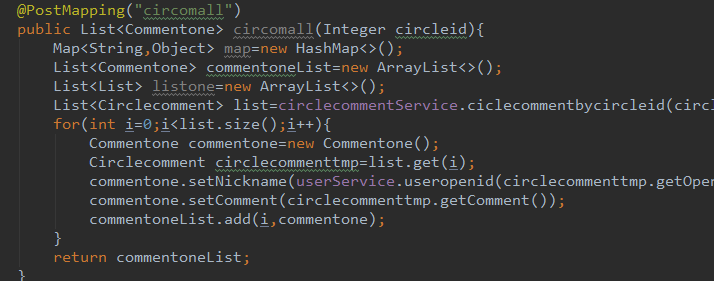 @PostMapping("circomall")
public List<Commentone> circomall(Integer circleid){
Map<String,Object> map=new HashMap<>();
List<Commentone> commentoneList=new ArrayList<>();
List<List> listone=new ArrayList<>();
List<Circlecomment> list=circlecommentService.ciclecommentbycircleid(circl
for(int i=0;i<list.size();i++){
Commentone commentone=new Commentone();
Circlecomment circlecommenttmp=list.get(i);
commentone.setNickname(userService.useropenid(circlecommenttmp.getOpen
commentone.setComment(circlecommenttmp.getComment());
commentoneList.add(i,commentone);
}
return commentoneList;
}